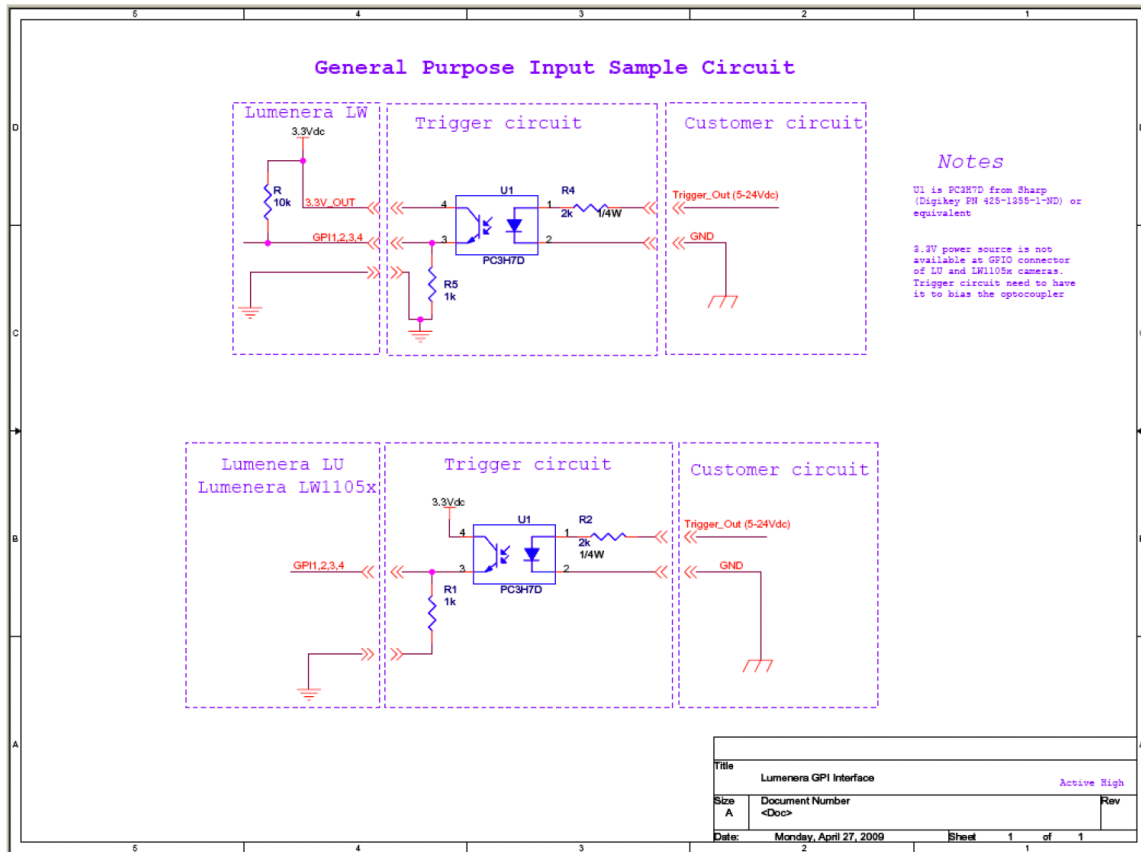 5 4 3 2 1
General Purpose Input Sample Circuit
D
Lumenera LW
Trigger circuit
Customer circuit
3.3Vdc
R
10k
3.3V_OUT
GPI1,2,3,4
U1
4
3
1
2
PC3H7D
R4
2k
1/4W
R5
1k
Trigger_Out (5-24Vdc)
GND
Notes
U1 is PC3H7D from Sharp
(Digikey PN 425-1355-1-ND) or
equivalent
3.3V power source is not
available at GPIO connector
of LU and LW1105x cameras.
Trigger circuit need to have
it to bias the optocoupler
C
C
Lumenera LU
Lumenera LW1105x
Trigger circuit
Customer circuit
3.3Vdc
GPI1,2,3,4
U1
4
3
1
2
PC3H7D
R2
2k
1/4W
R1
1k
Trigger_Out (5-24Vdc)
GND
B
A
Title
Lumenera GPI Interface
Active High
Size
A
Document Number
<Doc>
Rev
Date:
Monday, April 27, 2009
Sheet 1 of 1
5 4 3 2 1